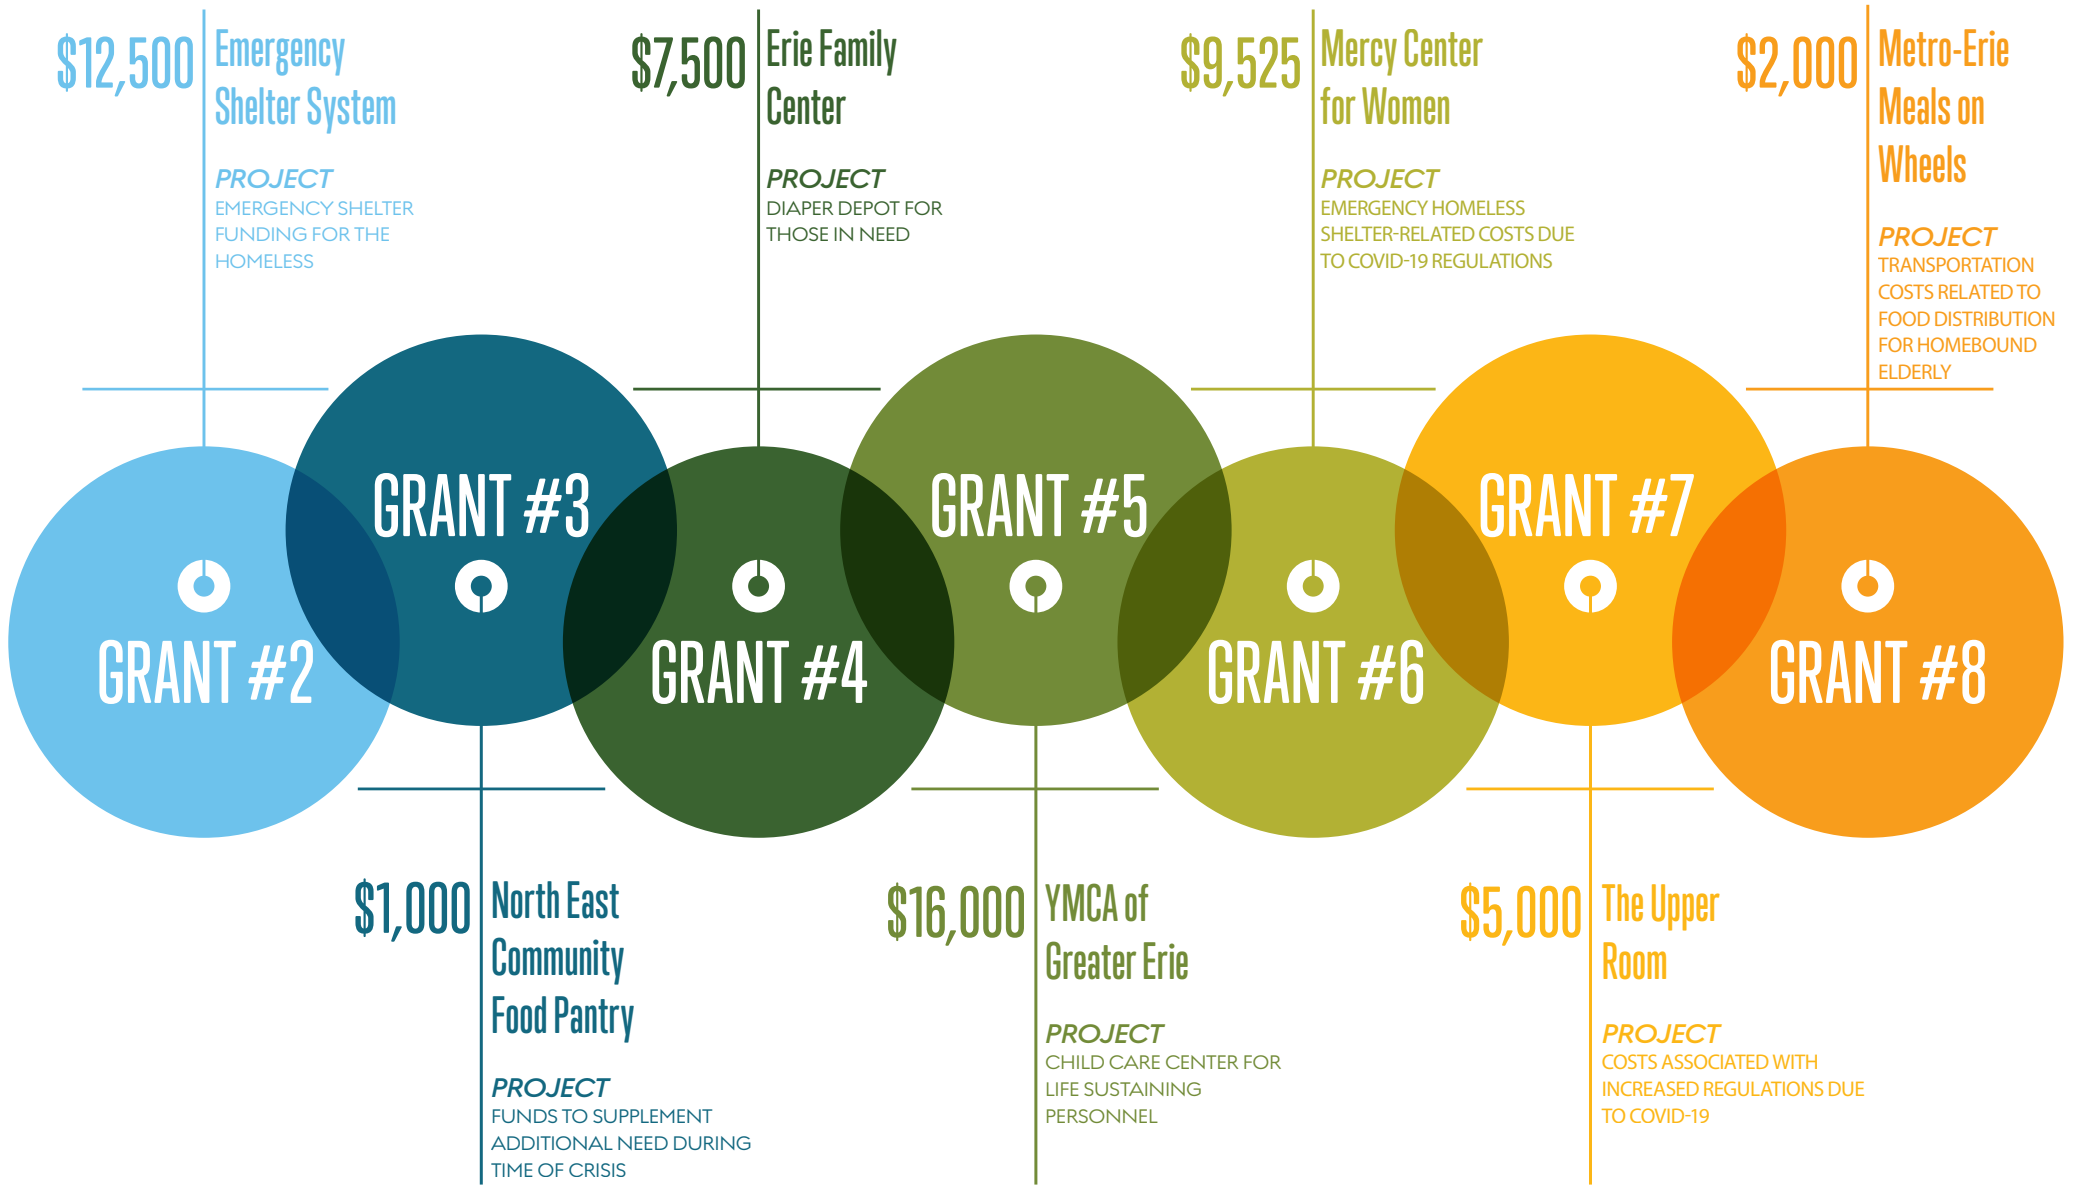 $12,500
Emergency
Shelter System
PROJECT
EMERGENCY SHELTER
FUNDING FOR THE
HOMELESS
$7,500
Erie Family
Center
PROJECT
DIAPER DEPOT FOR
THOSE IN NEED
$9,525
Mercy Center
for Women
PROJECT
EMERGENCY HOMELESS
SHELTER-RELATED COSTS DUE
TO COVID-19 REGULATIONS
$2,000
Metro-Erie
Meals on
Wheels
PROJECT
TRANSPORTATION
COSTS RELATED TO
FOOD DISTRIBUTION
FOR HOMEBOUND
ELDERLY
GRANT #2
GRANT #3
GRANT #4
GRANT #5
GRANT #6
GRANT #7
GRANT #8
$1,000
North East
Community
Food Pantry
PROJECT
FUNDS TO SUPPLEMENT
ADDITIONAL NEED DURING
TIME OF CRISIS
$16,000
YMCA of
Greater Erie
PROJECT
CHILD CARE CENTER FOR
LIFE SUSTAINING
PERSONNEL
$5,000
The Upper
Room
PROJECT
COSTS ASSOCIATED WITH
INCREASED REGULATIONS DUE
TO COVID-19